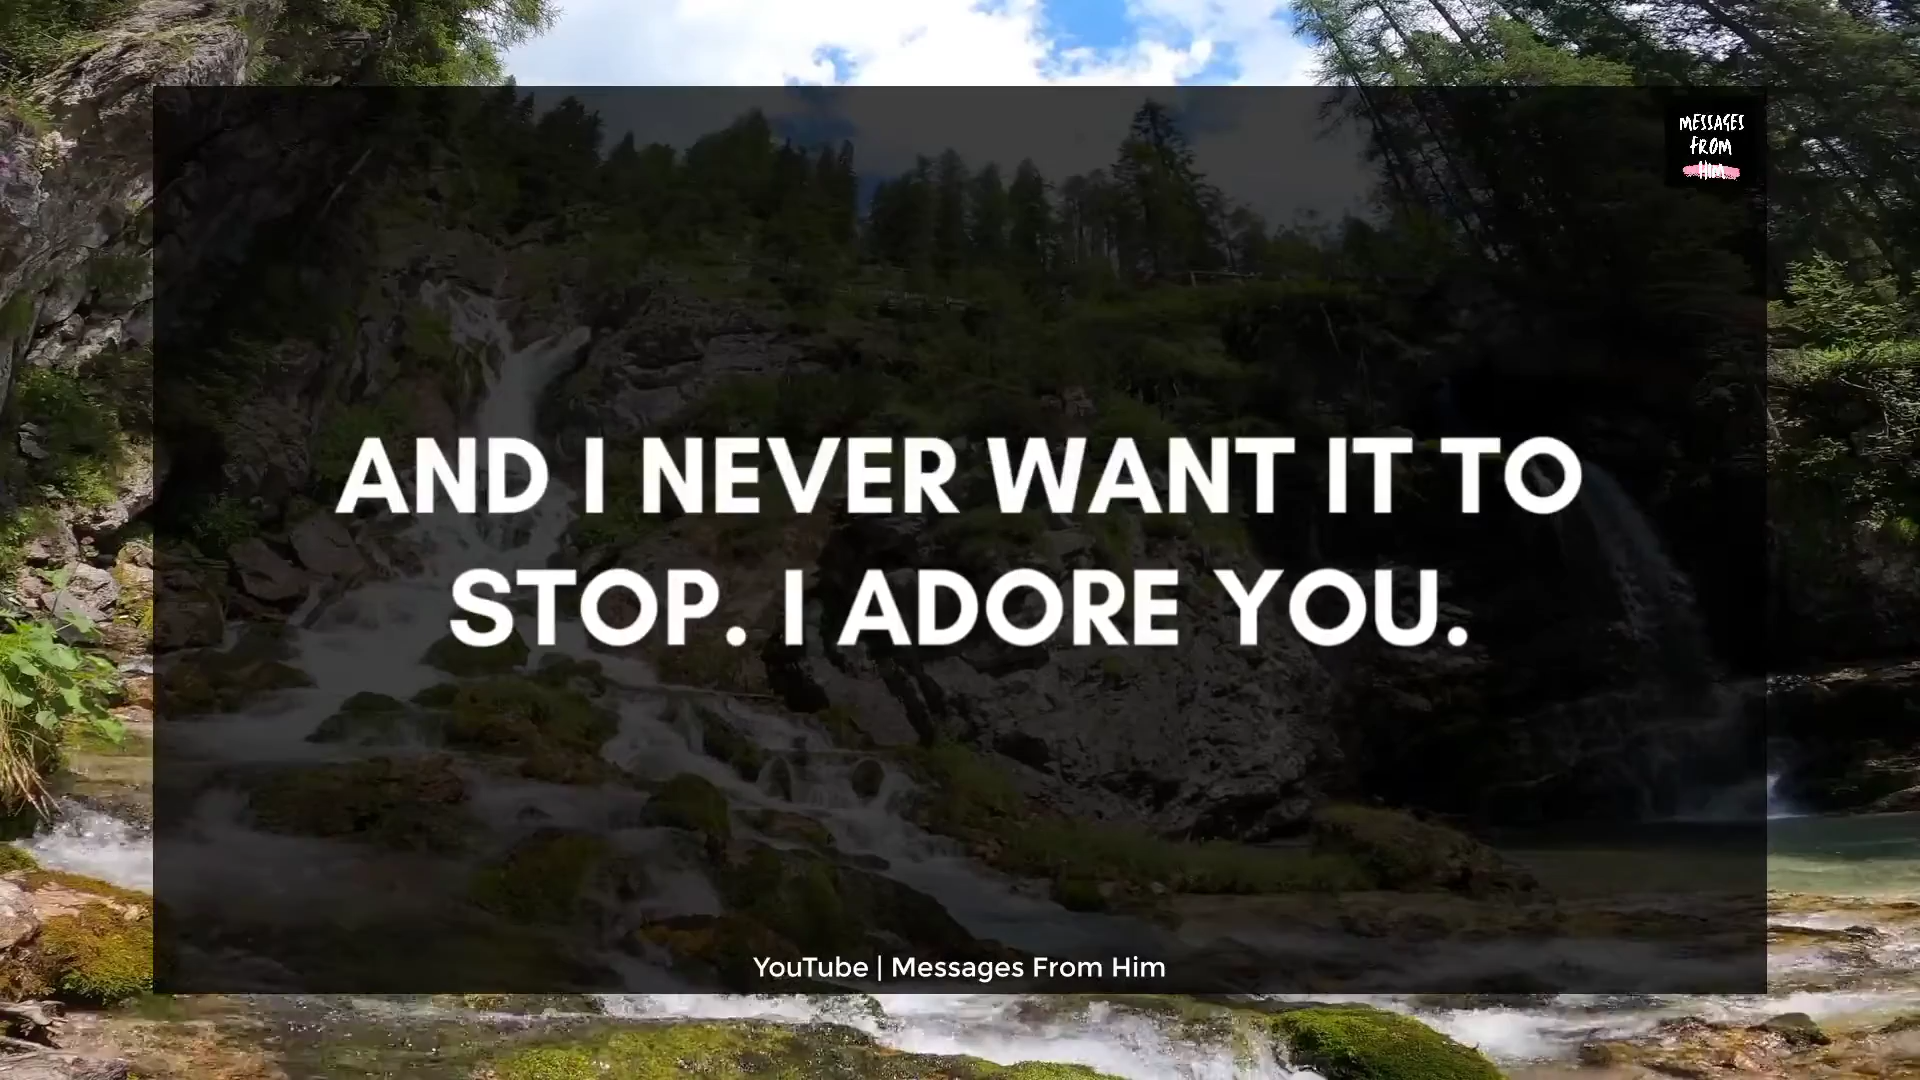 MESSAGES
FROM
HIM
AND I NEVER WANT IT TO
STOP. I ADORE YOU.
YouTube | Messages From Him